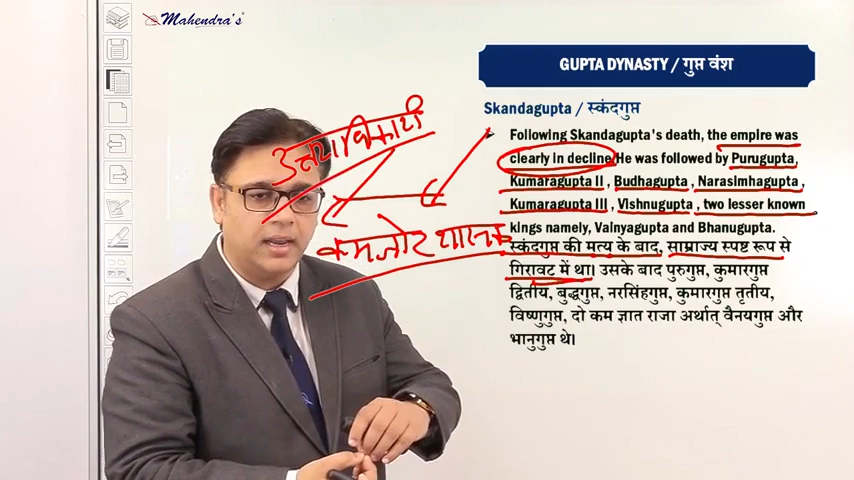 Mahendra's
GUPTA DYNASTY / गुप्त वंश
Skandagupta / स्कंदगुप्त
Following Skandagupta's death, the empire was
clearly in decline. He was followed by Purugupta,
Kumaragupta II , Budhagupta , Narasimhagupta ,
Kumaragupta III , Vishnugupta , two lesser known
kings namely, Vainyagupta and Bhanugupta.
स्कंदगुप्त की मत्य के बाद, साम्राज्य स्पष्ट रूप से
गिरावट में था। उसके बाद पुरुगुप्त, कुमारगुप्त
द्वितीय, बुद्धगुप्त, नरसिंहगुप्त, कुमारगुप्त तृतीय,
विष्णुगुप्त, दो कम ज्ञात राजा अर्थात् वैनयगुप्त और
भानुगुप्त थे।
उत्तराधिकारी
कमजोर शासक